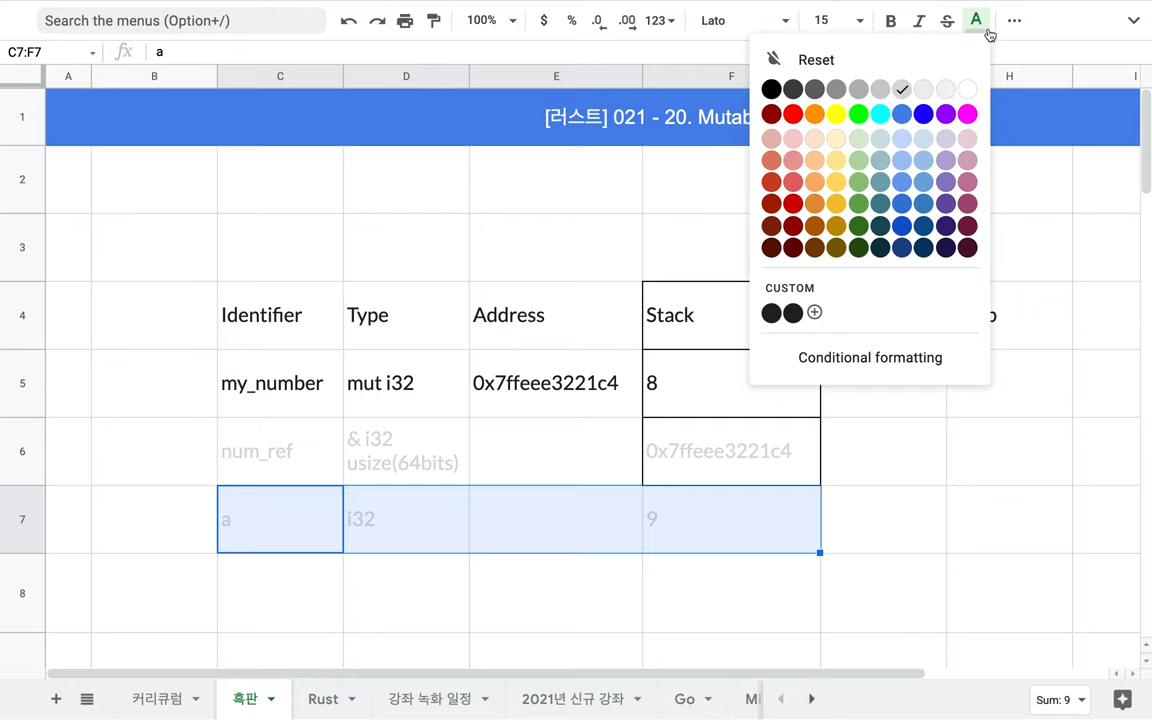 Search the menus (Option+/)
100%
$ % .0 .00 123
Lato
15
B I S A
C7:F7
fx
a
Reset
A B C D E F H I
1
[러스트] 021 - 20. Mutab
2
3
CUSTOM
4
Identifier Type Address Stack
Conditional formatting
5
my_number mut i32 0x7ffeee3221c4 8
6
num_ref & i32 usize(64bits) 0x7ffeee3221c4
7
a i32 9
8
커리큘럼 흑판 Rust 강좌 녹화 일정 2021년 신규 강좌 Go Mi
Sum: 9